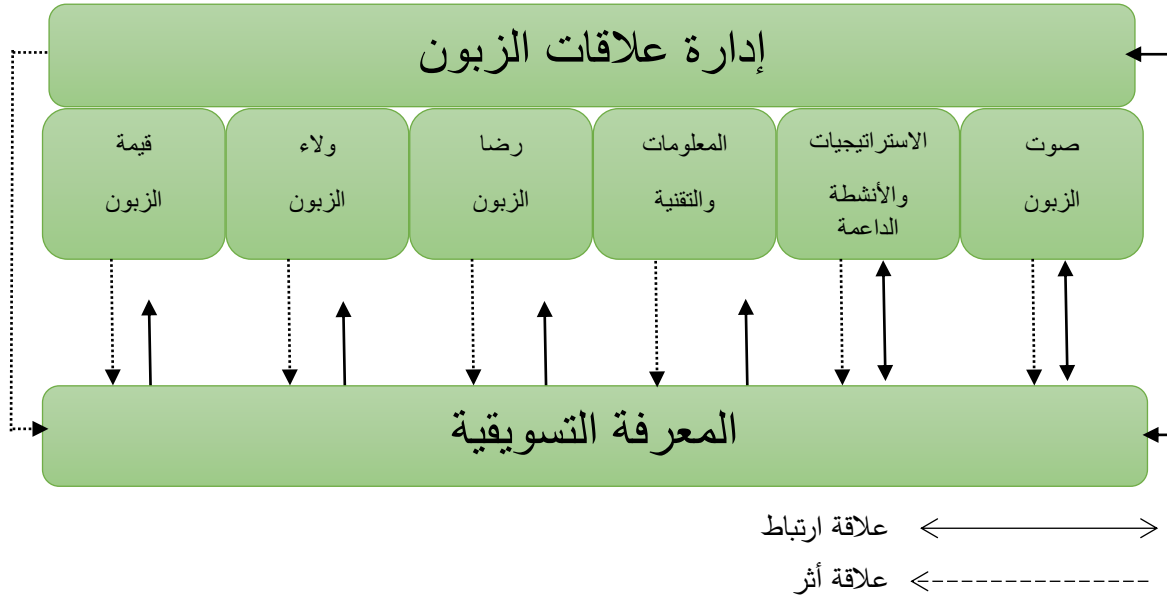 إدارة علاقات الزبون
صوت
الزبون
الاستراتيجيات
والأنشطة
الداعمة
المعلومات
والتقنية
رضا
الزبون
ولاء
الزبون
قيمة
الزبون
المعرفة التسويقية
علاقة ارتباط
علاقة أثر